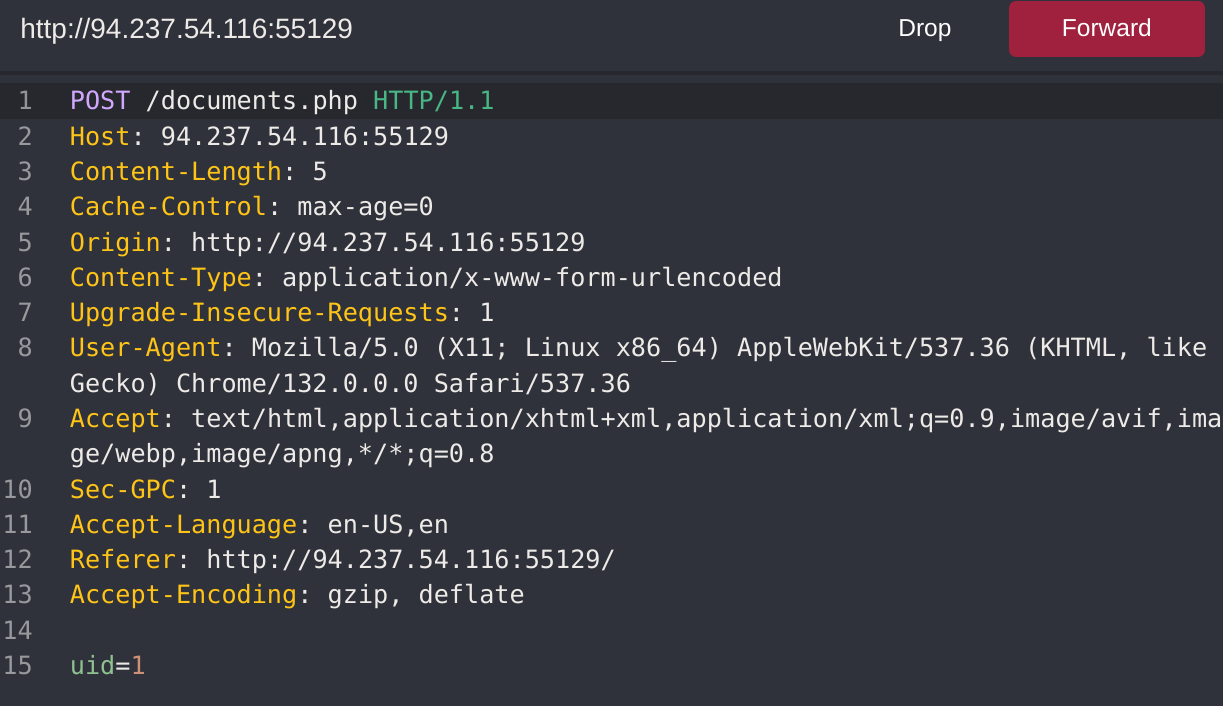 http://94.237.54.116:55129 Drop Forward
1 POST /documents.php HTTP/1.1
2 Host: 94.237.54.116:55129
3 Content-Length: 5
4 Cache-Control: max-age=0
5 Origin: http://94.237.54.116:55129
6 Content-Type: application/x-www-form-urlencoded
7 Upgrade-Insecure-Requests: 1
8 User-Agent: Mozilla/5.0 (X11; Linux x86_64) AppleWebKit/537.36 (KHTML, like
Gecko) Chrome/132.0.0.0 Safari/537.36
9 Accept: text/html,application/xhtml+xml,application/xml;q=0.9,image/avif,ima
ge/webp,image/apng,*/*;q=0.8
10 Sec-GPC: 1
11 Accept-Language: en-US,en
12 Referer: http://94.237.54.116:55129/
13 Accept-Encoding: gzip, deflate
14
15 uid=1